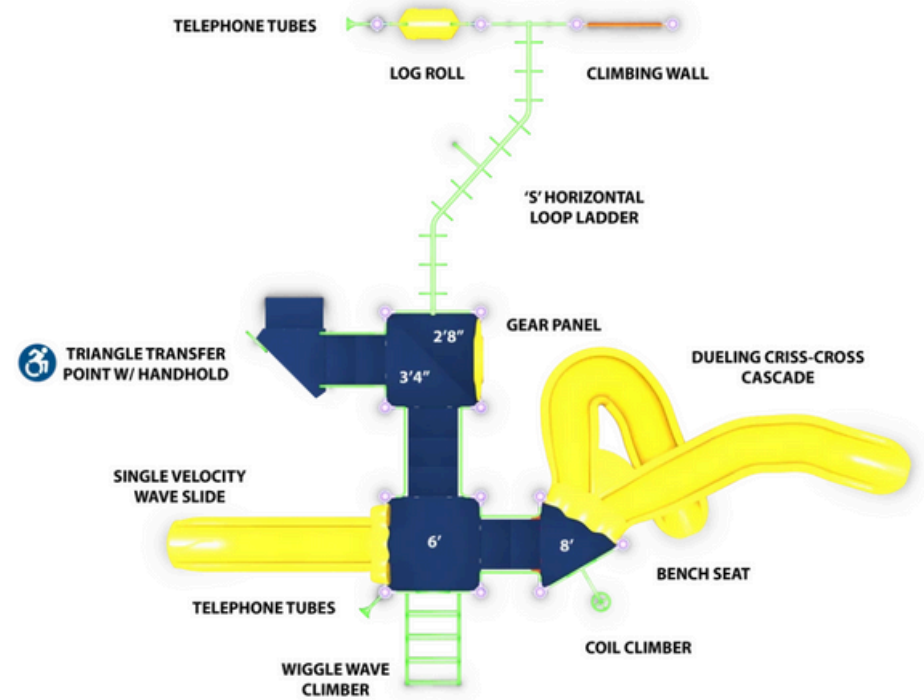 TELEPHONE TUBES
LOG ROLL
CLIMBING WALL
'S' HORIZONTAL
LOOP LADDER
2'8"
GEAR PANEL
3'4"
TRIANGLE TRANSFER
POINT W/ HANDHOLD
DUELING CRISS-CROSS
CASCADE
SINGLE VELOCITY
WAVE SLIDE
6'
8'
BENCH SEAT
TELEPHONE TUBES
COIL CLIMBER
WIGGLE WAVE
CLIMBER